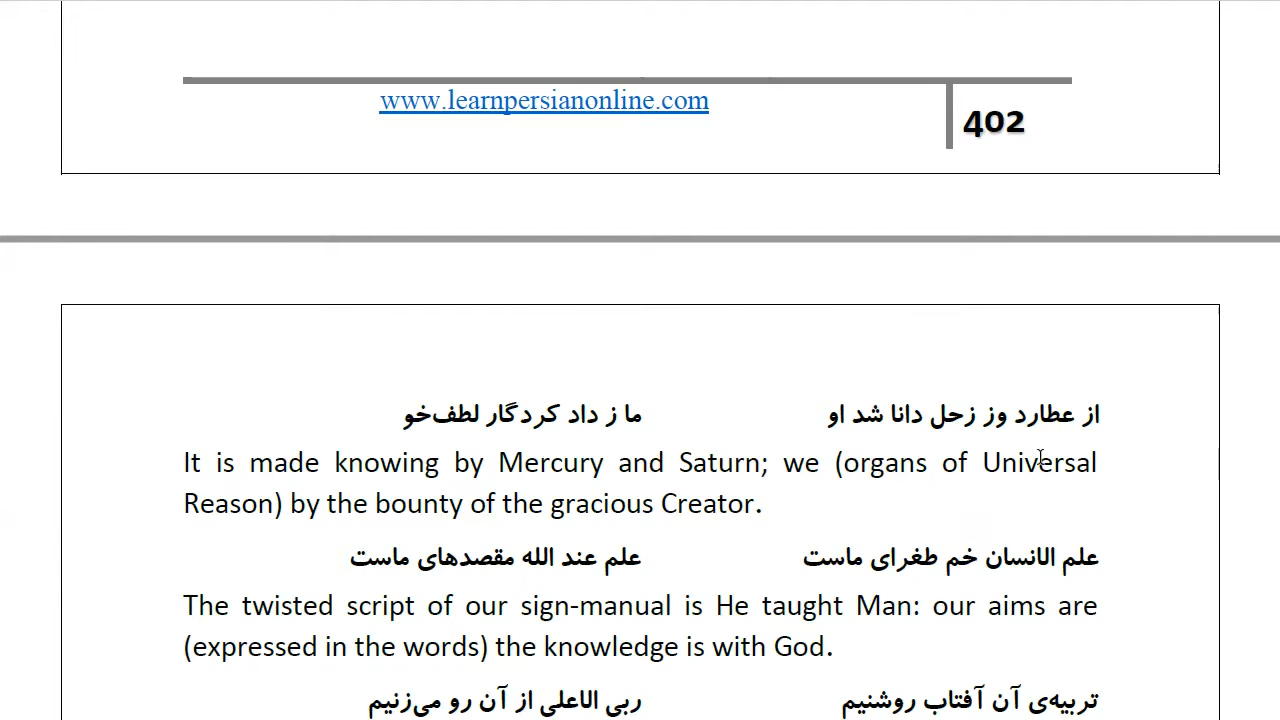 www.learnpersianonline.com
402
از عطارد وز زحل دانا شد او ما ز داد کردگار لطف‌خو
It is made knowing by Mercury and Saturn; we (organs of Universal
Reason) by the bounty of the gracious Creator.
علم الانسان خم طغرای ماست علم عند الله مقصدهای ماست
The twisted script of our sign-manual is He taught Man: our aims are
(expressed in the words) the knowledge is with God.
تربیه‌ی آن آفتاب روشنیم ربی الاعلی از آن رو می‌زنیم